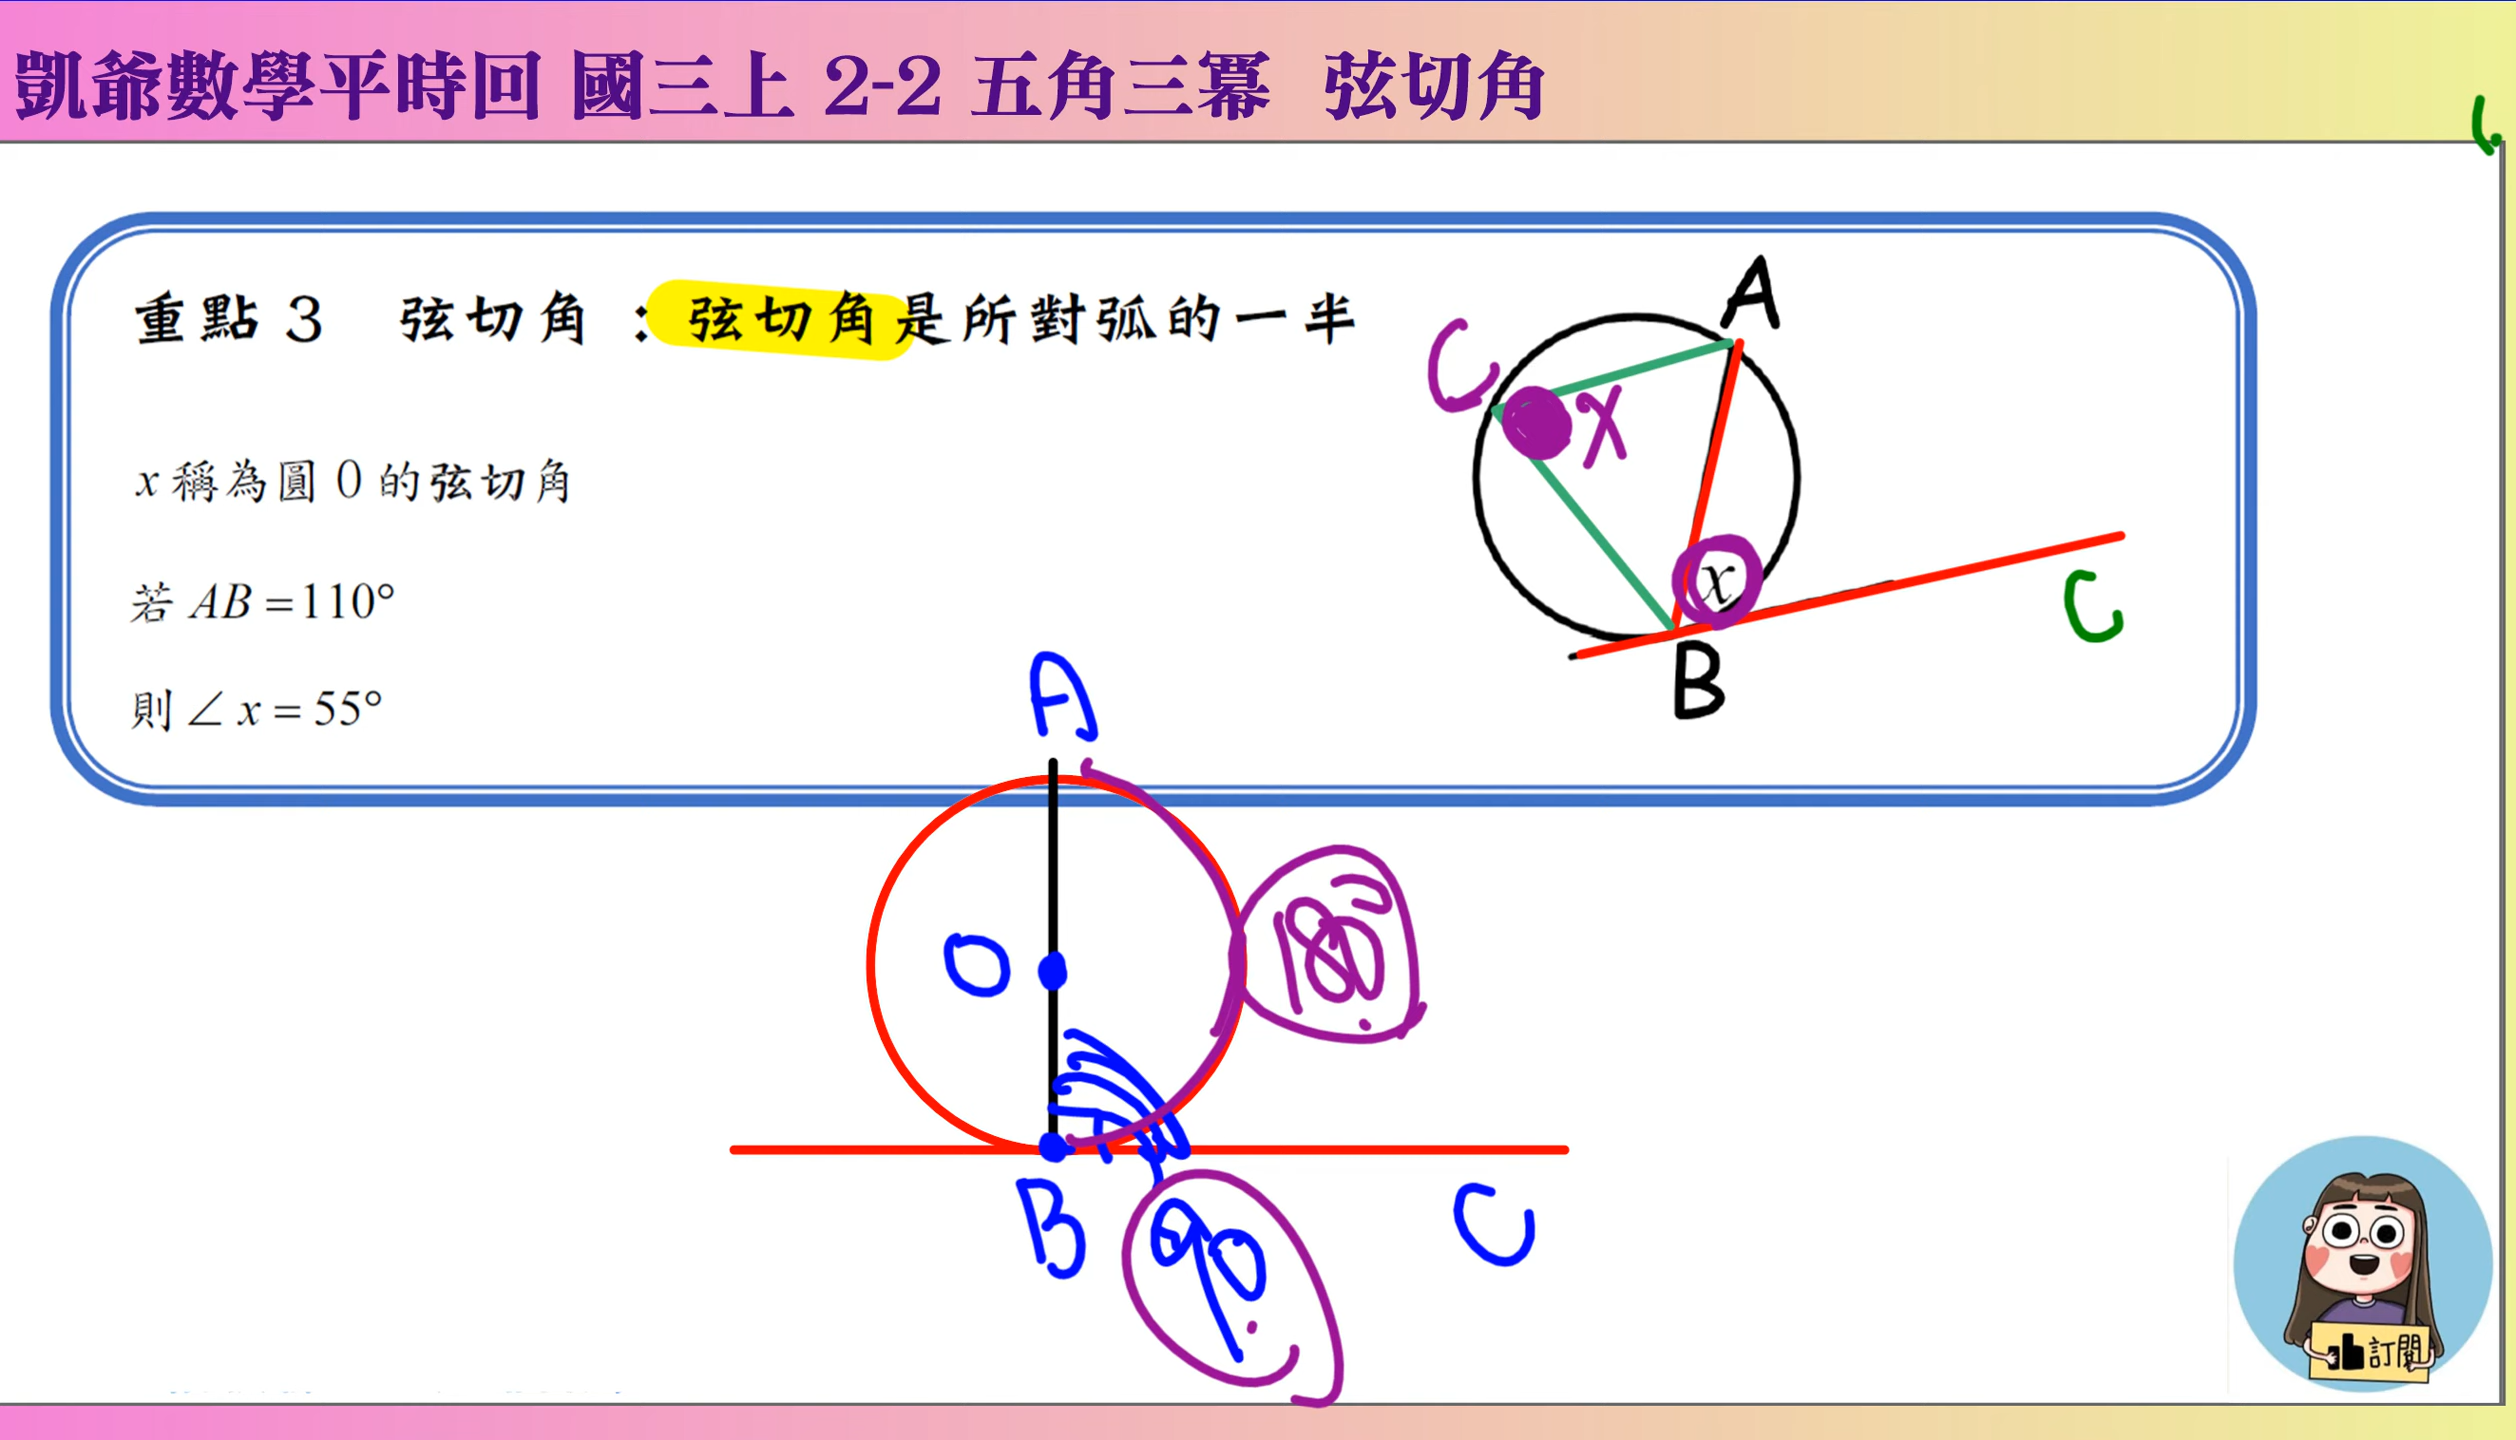 凱爺數學平時回 國三上 2-2 五角三冪 弦切角
重點 3 弦切角 : 弦切角是所對弧的一半
x 稱為圓 O 的弦切角
若 AB = 110°
則 ∠ x = 55°
A
C
X
x
C
B
A
O
180°
B
C
90°
訂閱